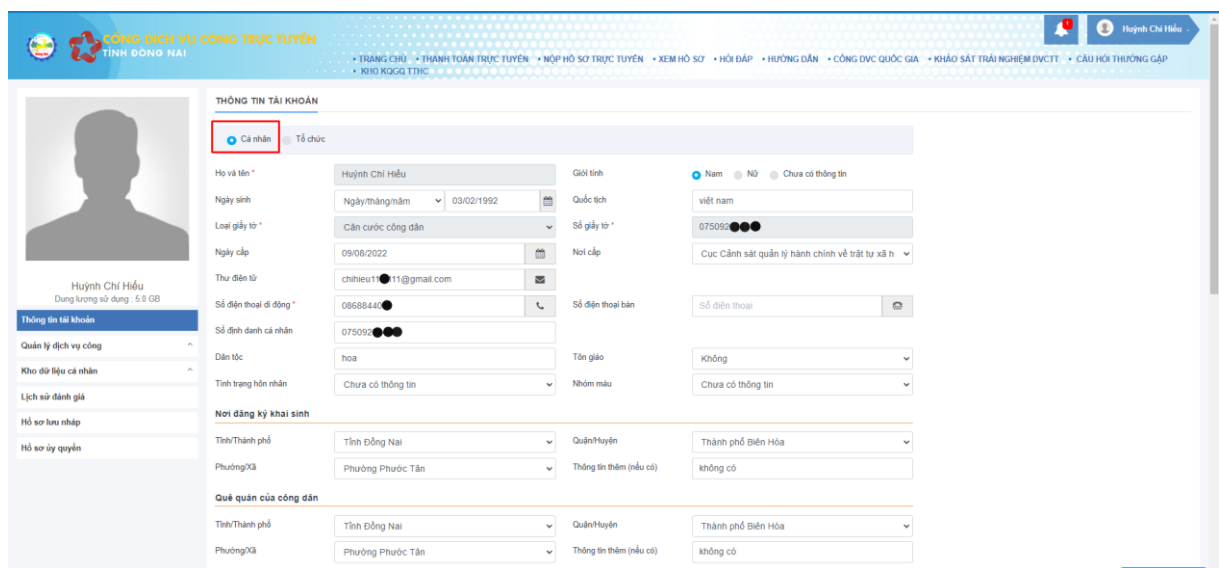 CỔNG DỊCH VỤ CÔNG TRỰC TUYẾN
TỈNH ĐỒNG NAI
1
Huỳnh Chí Hiếu
• TRANG CHỦ • THANH TOÁN TRỰC TUYẾN • NỘP HỒ SƠ TRỰC TUYẾN • XEM HỒ SƠ • HỎI ĐÁP • HƯỚNG DẪN • CỔNG DVC QUỐC GIA • KHẢO SÁT TRẢI NGHIỆM DVCTT • CÂU HỎI THƯỜNG GẶP
• KHO KQGQ TTHC
Huỳnh Chí Hiếu
Dung lượng sử dụng : 5.0 GB
Thông tin tài khoản
Quản lý dịch vụ công
Kho dữ liệu cá nhân
Lịch sử đánh giá
Hồ sơ lưu nháp
Hồ sơ ủy quyền
THÔNG TIN TÀI KHOẢN
Cá nhân Tổ chức
Họ và tên * Huỳnh Chí Hiếu Giới tính Nam Nữ Chưa có thông tin
Ngày sinh Ngày/tháng/năm 03/02/1992 Quốc tịch việt nam
Loại giấy tờ * Căn cước công dân Số giấy tờ * 075092
Ngày cấp 09/08/2022 Nơi cấp Cục Cảnh sát quản lý hành chính về trật tự xã h
Thư điện tử chihieu11 11@gmail.com
Số điện thoại di động * 08688440 Số điện thoại bàn Số điện thoại
Số định danh cá nhân 075092
Dân tộc hoa Tôn giáo Không
Tình trạng hôn nhân Chưa có thông tin Nhóm máu Chưa có thông tin
Nơi đăng ký khai sinh
Tỉnh/Thành phố Tỉnh Đồng Nai Quận/Huyện Thành phố Biên Hòa
Phường/Xã Phường Phước Tân Thông tin thêm (nếu có) không có
Quê quán của công dân
Tỉnh/Thành phố Tỉnh Đồng Nai Quận/Huyện Thành phố Biên Hòa
Phường/Xã Phường Phước Tân Thông tin thêm (nếu có) không có